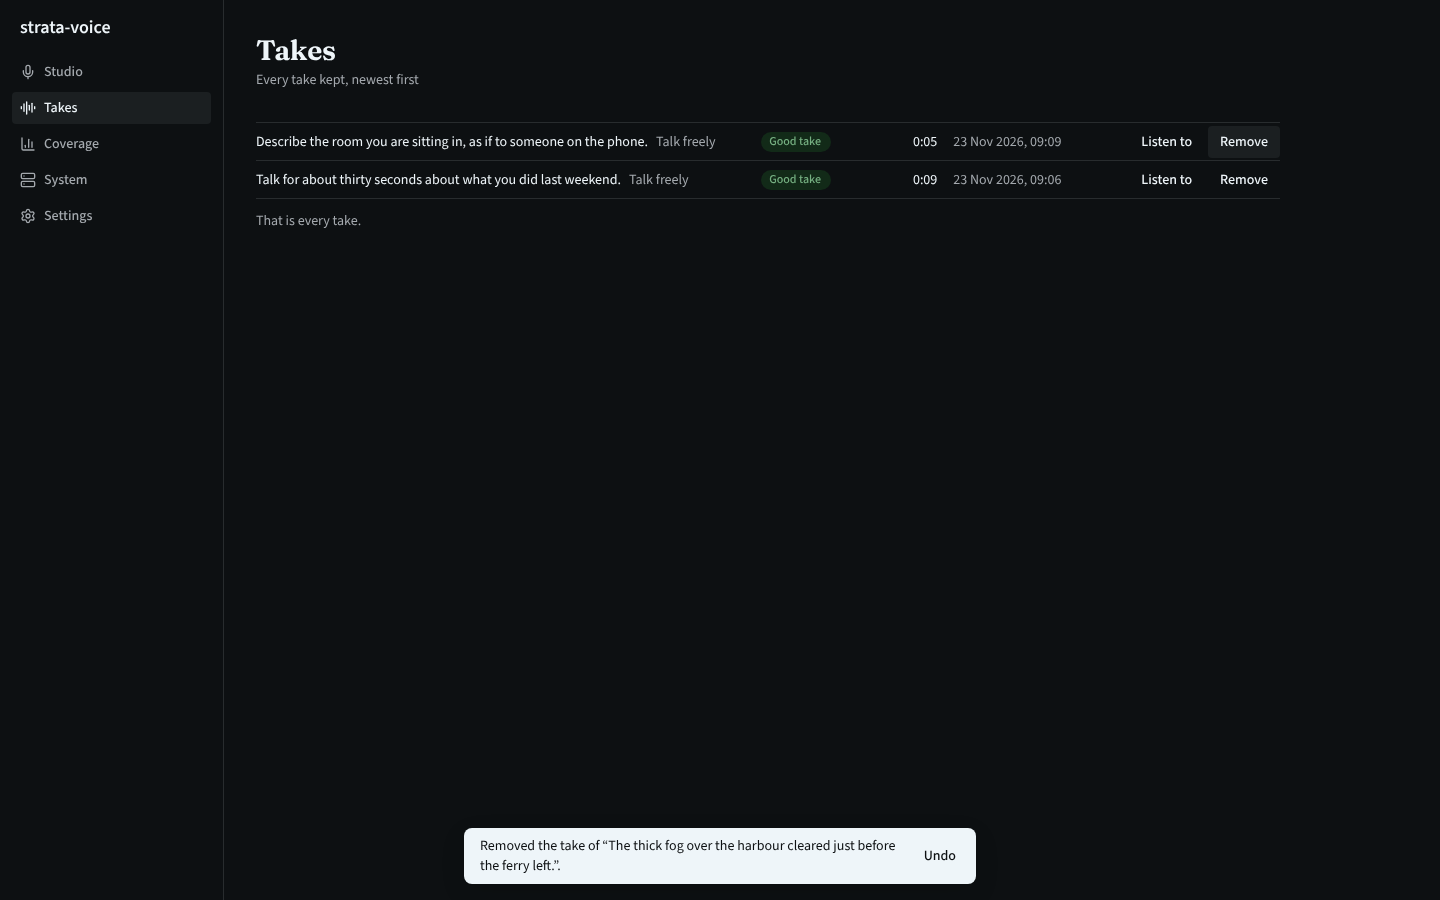 strata-voice
Studio
Takes
Coverage
System
Settings
Takes
Every take kept, newest first
Describe the room you are sitting in, as if to someone on the phone. Talk freely Good take 0:05 23 Nov 2026, 09:09 Listen to Remove
Talk for about thirty seconds about what you did last weekend. Talk freely Good take 0:09 23 Nov 2026, 09:06 Listen to Remove
That is every take.
Removed the take of “The thick fog over the harbour cleared just before
the ferry left.”.
Undo